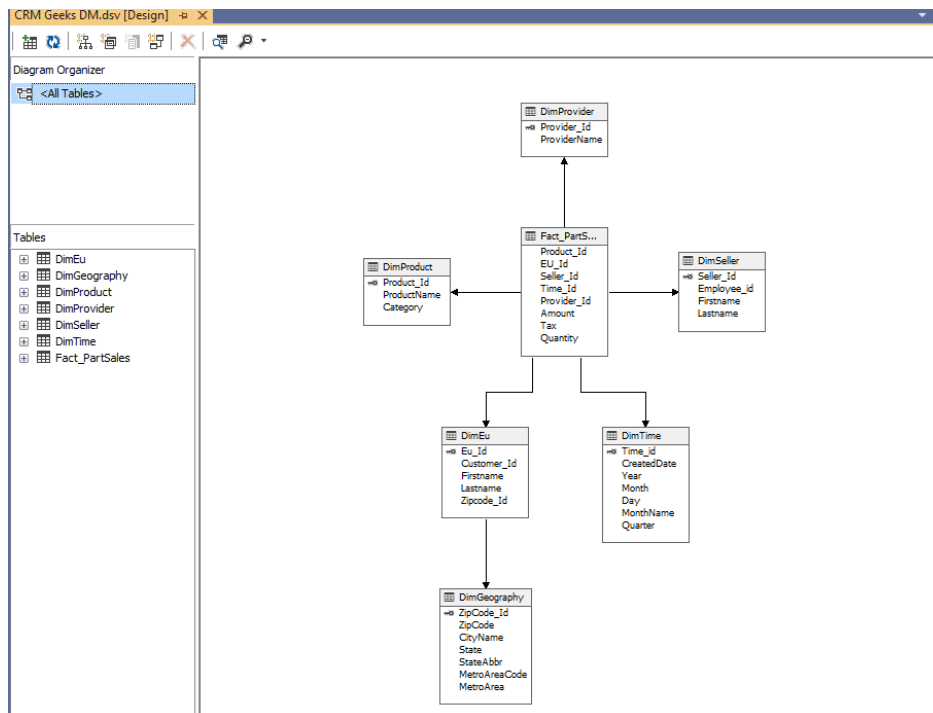 CRM Geeks DM.dsv [Design]
Diagram Organizer
<All Tables>
Tables
DimEu
DimGeography
DimProduct
DimProvider
DimSeller
DimTime
Fact_PartSales
DimProvider
Provider_Id
ProviderName
Fact_PartS...
Product_Id
EU_Id
Seller_Id
Time_Id
Provider_Id
Amount
Tax
Quantity
DimProduct
Product_Id
ProductName
Category
DimSeller
Seller_Id
Employee_id
Firstname
Lastname
DimEu
Eu_Id
Customer_Id
Firstname
Lastname
Zipcode_Id
DimTime
Time_id
CreatedDate
Year
Month
Day
MonthName
Quarter
DimGeography
ZipCode_Id
ZipCode
CityName
State
StateAbbr
MetroAreaCode
MetroArea